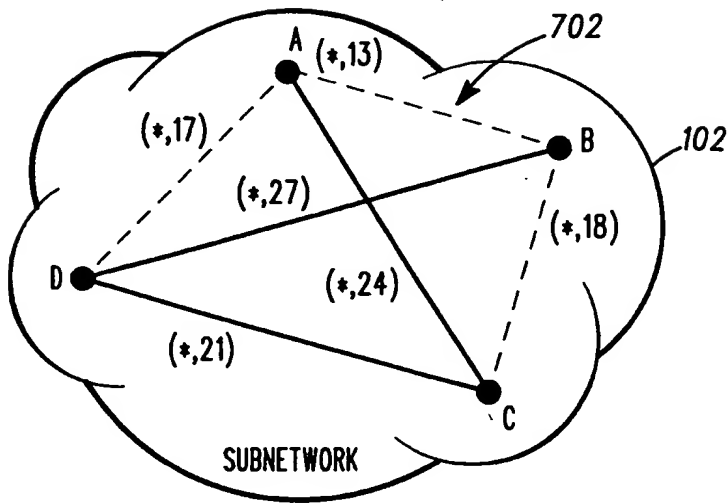 702
A
(*,13)
102
(*,17)
B
(*,27)
(*,18)
D
(*,24)
(*,21)
C
SUBNETWORK